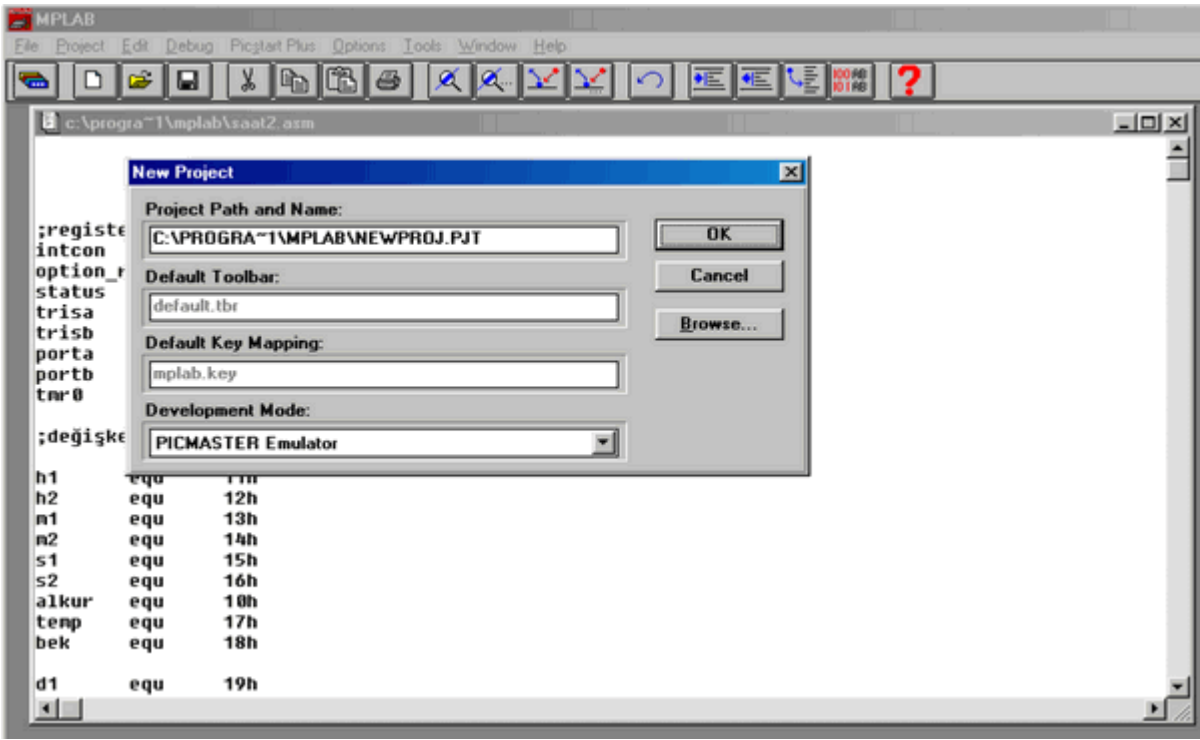 MPLAB
File Project Edit Debug Picstart Plus Options Tools Window Help
c:\progra~1\mplab\saat2.asm
New Project
Project Path and Name:
C:\PROGRA~1\MPLAB\NEWPROJ.PJT
OK
Default Toolbar:
Cancel
default.tbr
Browse...
Default Key Mapping:
mplab.key
Development Mode:
PICMASTER Emulator
;registe
intcon
option_r
status
trisa
trisb
porta
portb
tmr0
;değişke
h1 equ 11h
h2 equ 12h
m1 equ 13h
m2 equ 14h
s1 equ 15h
s2 equ 16h
alkur equ 10h
temp equ 17h
bek equ 18h
d1 equ 19h